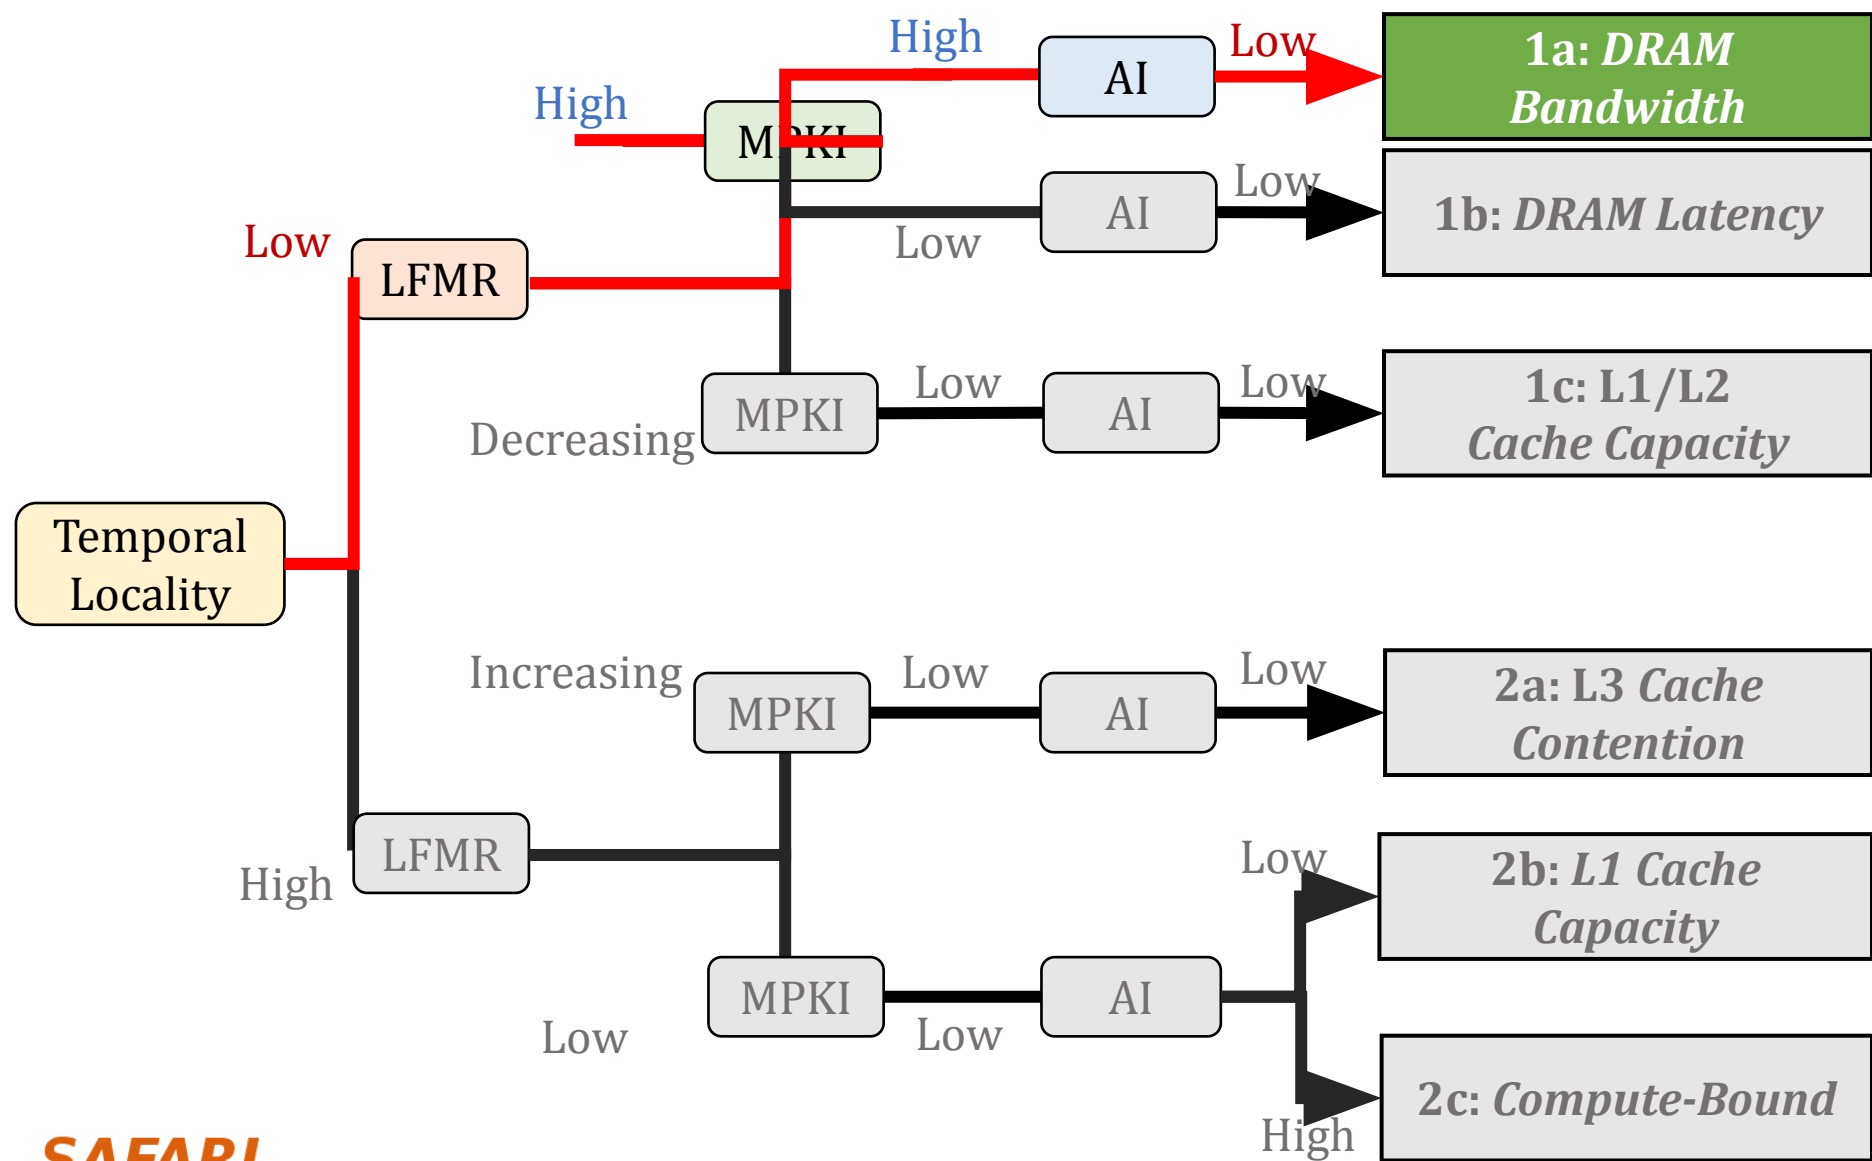 High
AI
Low
1a: DRAM
Bandwidth
High
MPKI
Low
AI
Low
1b: DRAM Latency
Low
LFMR
Decreasing
MPKI
Low
AI
Low
1c: L1/L2
Cache Capacity
Temporal
Locality
Increasing
MPKI
Low
AI
Low
2a: L3 Cache
Contention
High
LFMR
Low
2b: L1 Cache
Capacity
Low
MPKI
Low
AI
High
2c: Compute-Bound
SAFARI